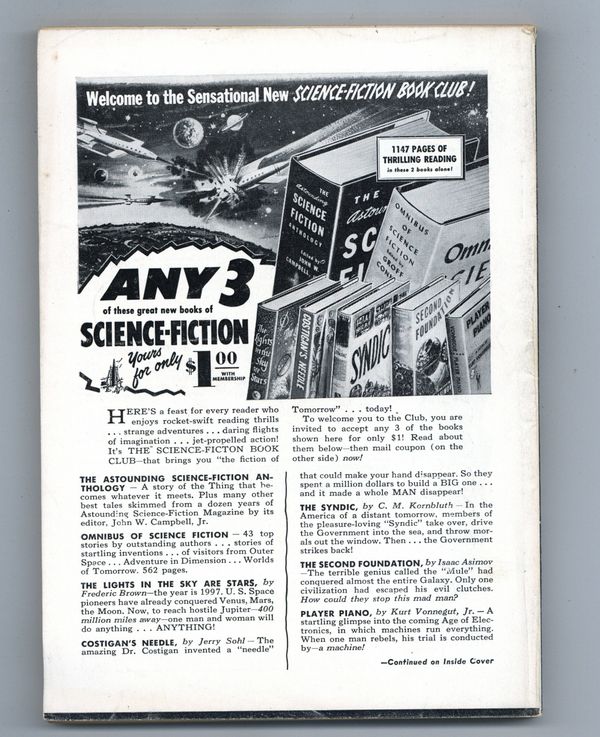 Welcome to the Sensational New SCIENCE-FICTION BOOK CLUB!
1147 PAGES OF
THRILLING READING
in these 2 books alone!
THE
Astounding
SCIENCE
FICTION
ANTHOLOGY
Edited by
JOHN W.
CAMPBELL
THE
Astoun
SC
FI
OMNIBUS
OF
SCIENCE
FICTION
Edited by
GROFF
CONK
Omn
SCIE
ANY 3
of these great new books of
SCIENCE-FICTION
Yours
for only
$1.00
WITH
MEMBERSHIP
The
Lights
in the
Sky
are
Stars
COSTIGAN'S NEEDLE
SYNDIC
SECOND
FOUNDATION
PLAYER
PIANO
HERE'S a feast for every reader who
enjoys rocket-swift reading thrills
. . . strange adventures . . . daring flights
of imagination . . . jet-propelled action!
It's THE SCIENCE-FICTON BOOK
CLUB—that brings you "the fiction of
Tomorrow" . . . today!
To welcome you to the Club, you are
invited to accept any 3 of the books
shown here for only $1! Read about
them below—then mail coupon (on the
other side) now!
THE ASTOUNDING SCIENCE-FICTION AN-
THOLOGY — A story of the Thing that be-
comes whatever it meets. Plus many other
best tales skimmed from a dozen years of
Astounding Science-Fiction Magazine by its
editor, John W. Campbell, Jr.
OMNIBUS OF SCIENCE FICTION — 43 top
stories by outstanding authors . . . stories of
startling inventions . . . of visitors from Outer
Space . . . Adventure in Dimension . . . Worlds
of Tomorrow. 562 pages.
THE LIGHTS IN THE SKY ARE STARS, by
Frederic Brown—the year is 1997. U. S. Space
pioneers have already conquered Venus, Mars,
the Moon. Now, to reach hostile Jupiter—400
million miles away—one man and woman will
do anything . . . ANYTHING!
COSTIGAN'S NEEDLE, by Jerry Sohl — The
amazing Dr. Costigan invented a "needle"
that could make your hand disappear. So they
spent a million dollars to build a BIG one . . .
and it made a whole MAN disappear!
THE SYNDIC, by C. M. Kornbluth — In the
America of a distant tomorrow, members of
the pleasure-loving "Syndic" take over, drive
the Government into the sea, and throw mor-
als out the window. Then . . . the Government
strikes back!
THE SECOND FOUNDATION, by Isaac Asimov
—The terrible genius called the "Mule" had
conquered almost the entire Galaxy. Only one
civilization had escaped his evil clutches.
How could they stop this mad man?
PLAYER PIANO, by Kurt Vonnegut, Jr. — A
startling glimpse into the coming Age of Elec-
tronics, in which machines run everything.
When one man rebels, his trial is conducted
by—a machine!
—Continued on Inside Cover